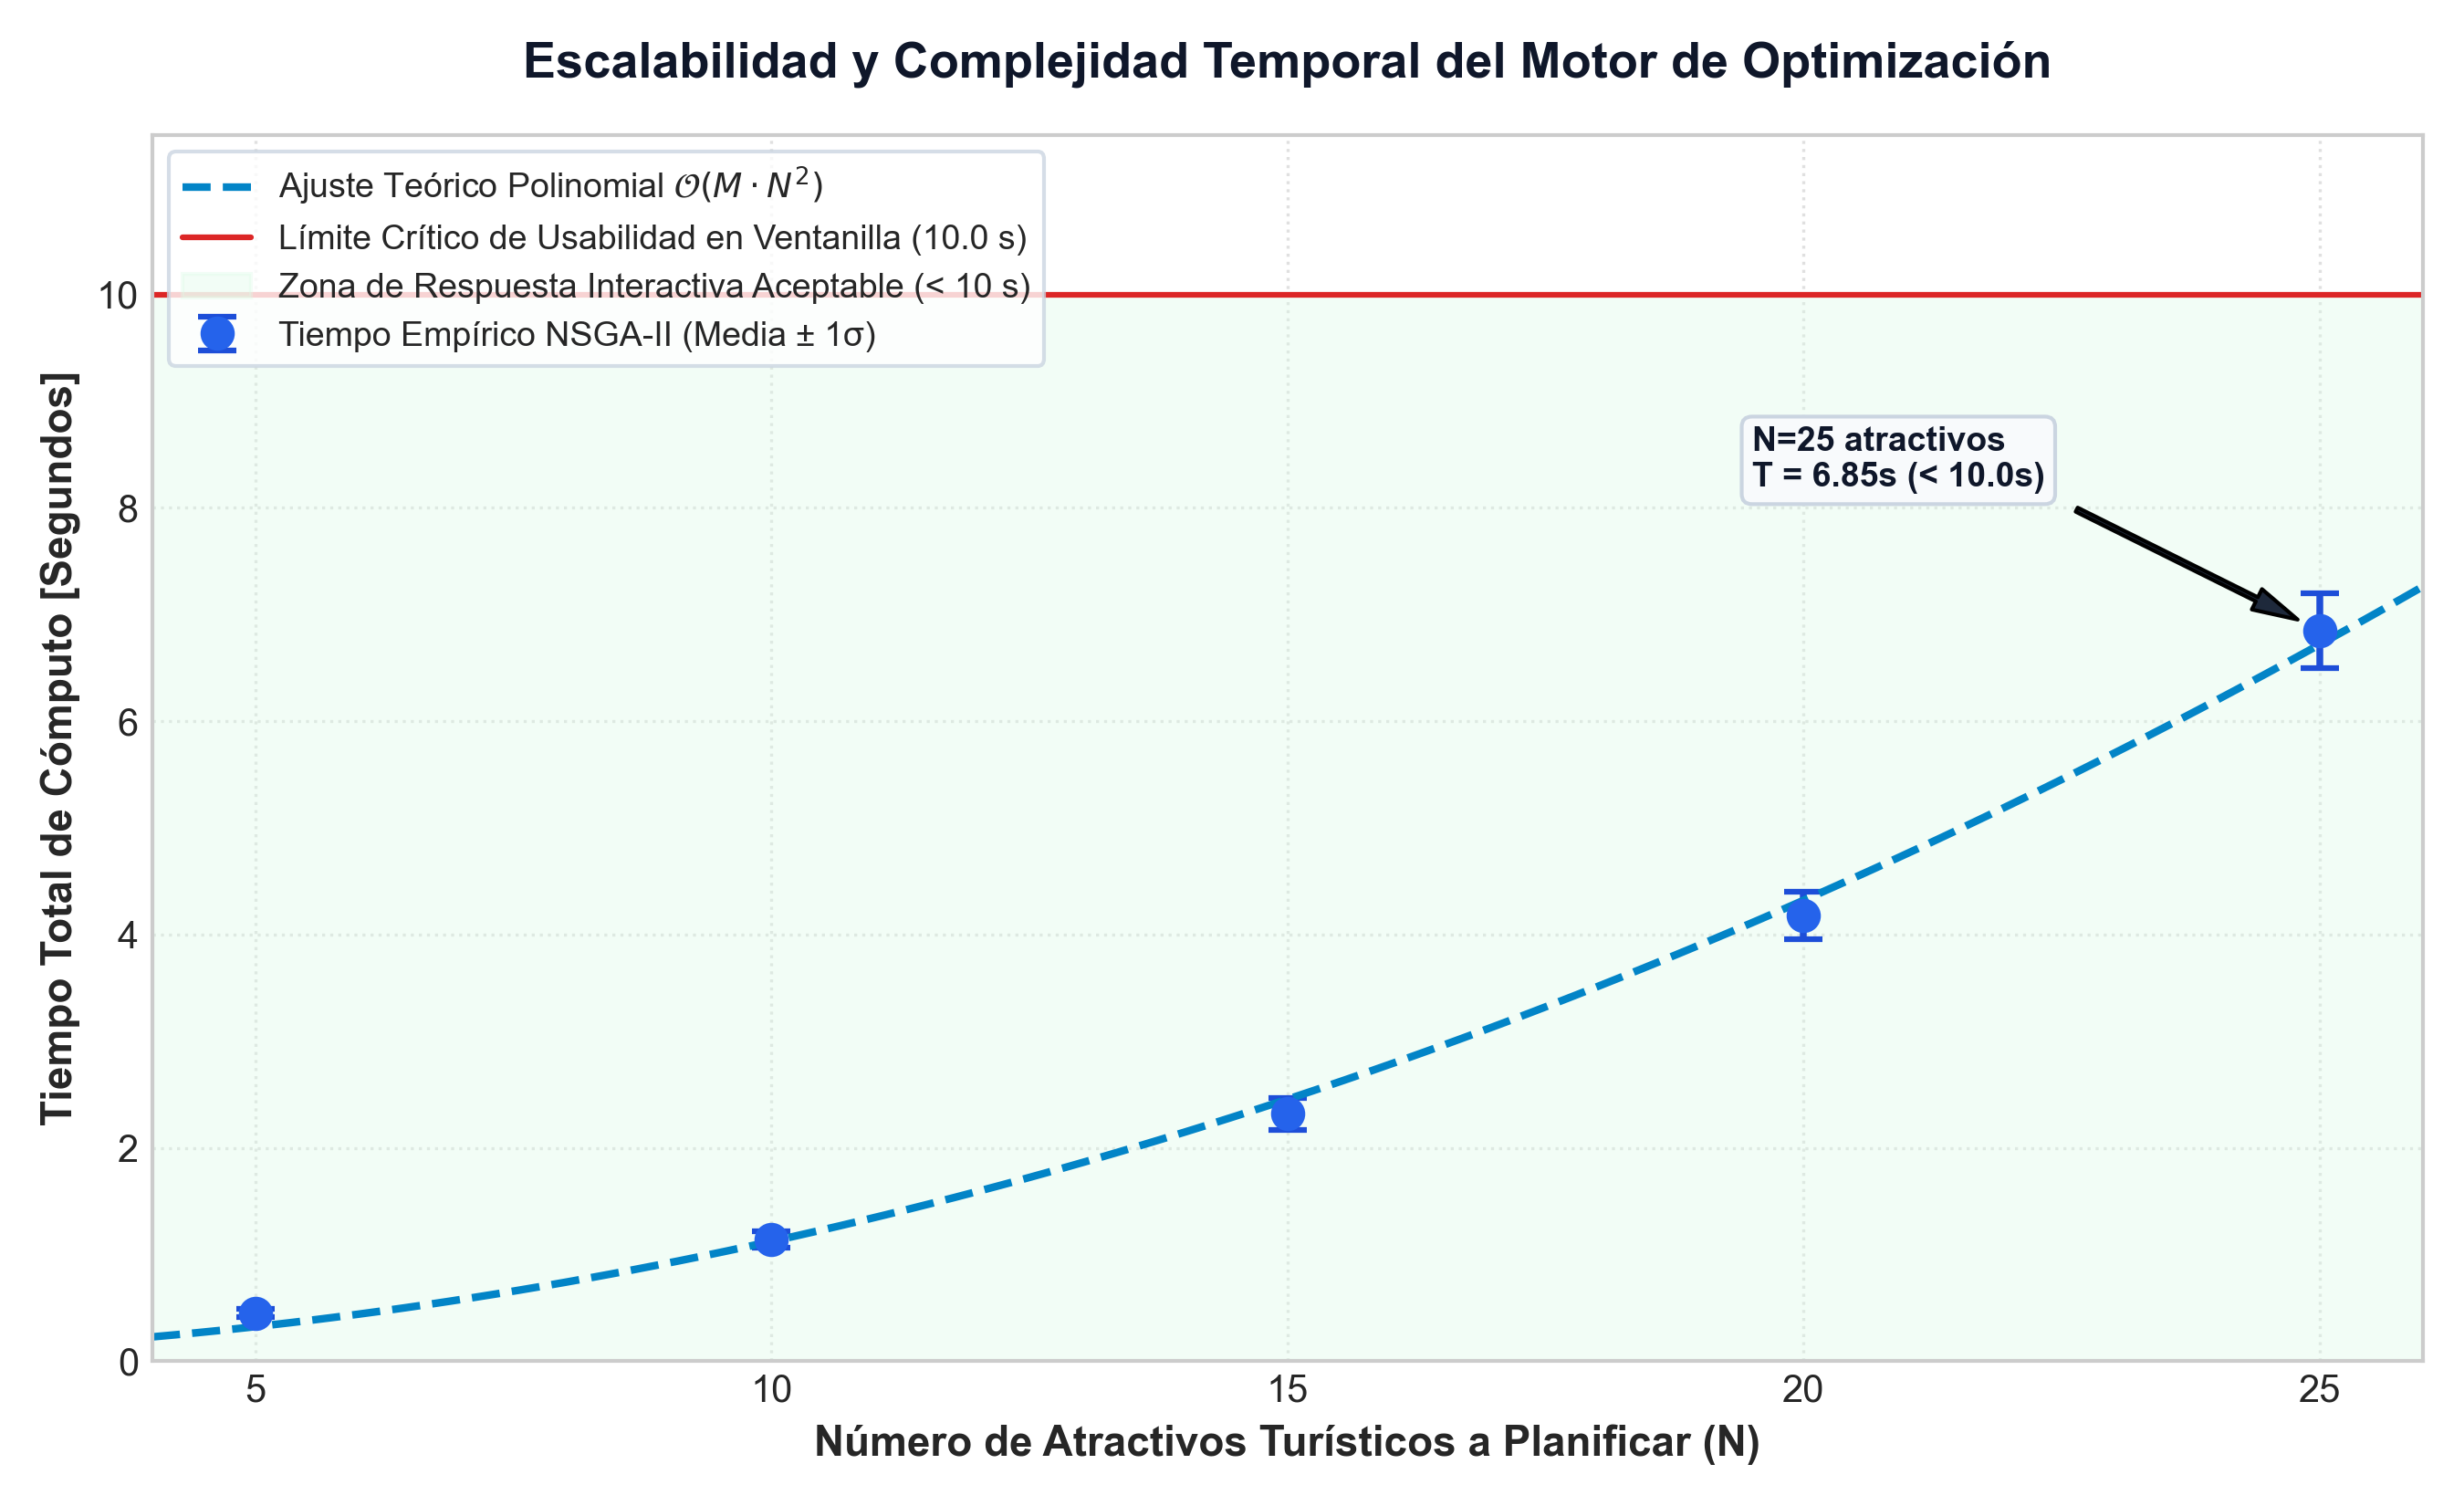 Escalabilidad y Complejidad Temporal del Motor de Optimización
Ajuste Teórico Polinomial 𝒪(M · N²)
Límite Crítico de Usabilidad en Ventanilla (10.0 s)
Zona de Respuesta Interactiva Aceptable (< 10 s)
Tiempo Empírico NSGA-II (Media ± 1σ)
N=25 atractivos
T = 6.85s (< 10.0s)
Tiempo Total de Cómputo [Segundos]
10
8
6
4
2
0
5 10 15 20 25
Número de Atractivos Turísticos a Planificar (N)